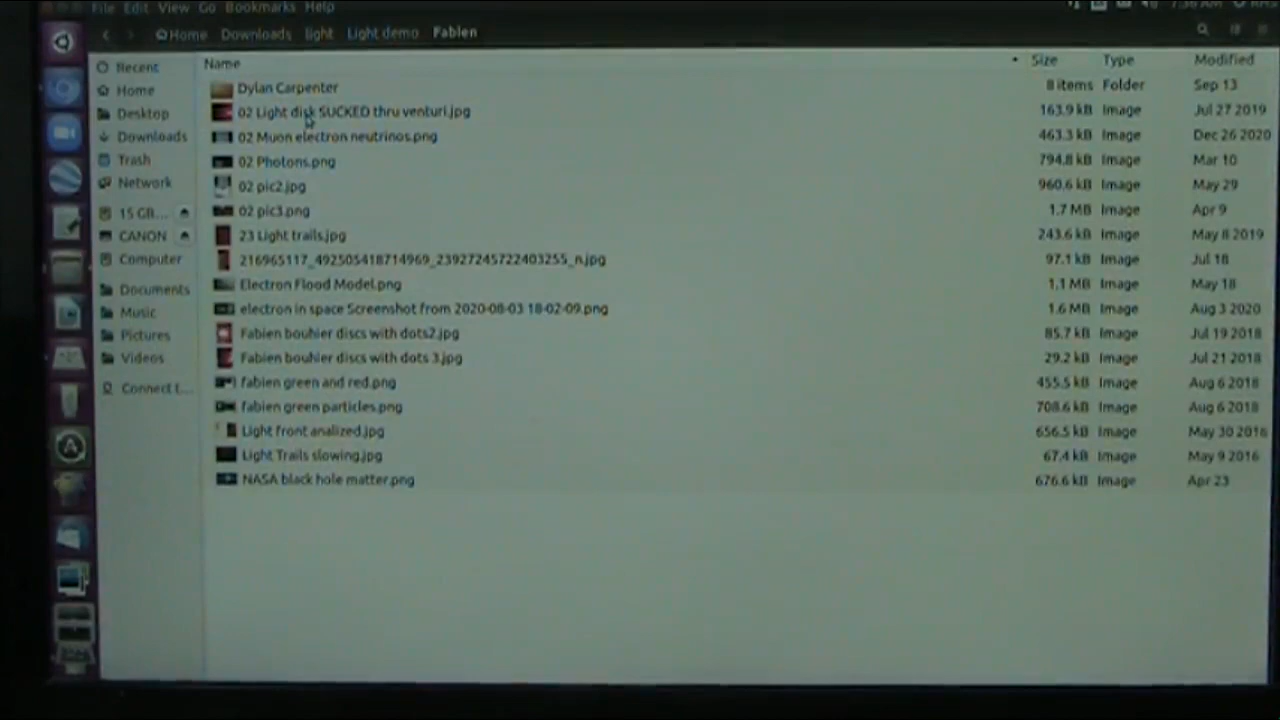 File Edit View Go Bookmarks Help
Home Downloads light Light demo Fabien
Name Size Type Modified
Recent
Home
Desktop
Downloads
Trash
Network
15 GB...
CANON
Computer
Documents
Music
Pictures
Videos
Connect t...
Dylan Carpenter 8 items Folder Sep 13
02 Light disk SUCKED thru venturi.jpg 163.9 kB Image Jul 27 2019
02 Muon electron neutrinos.png 463.3 kB Image Dec 26 2020
02 Photons.png 794.8 kB Image Mar 10
02 pic2.jpg 960.6 kB Image May 29
02 pic3.png 1.7 MB Image Apr 9
23 Light trails.jpg 243.6 kB Image May 8 2019
216965117_492505418714969_23927245722403255_n.jpg 97.1 kB Image Jul 18
Electron Flood Model.png 1.1 MB Image May 18
electron in space Screenshot from 2020-08-03 18-02-09.png 1.6 MB Image Aug 3 2020
Fabien bouhier discs with dots2.jpg 85.7 kB Image Jul 19 2018
Fabien bouhier discs with dots 3.jpg 29.2 kB Image Jul 21 2018
fabien green and red.png 455.5 kB Image Aug 6 2018
fabien green particles.png 708.6 kB Image Aug 6 2018
Light front analized.jpg 656.5 kB Image May 30 2016
Light Trails slowing.jpg 67.4 kB Image May 9 2016
NASA black hole matter.png 676.6 kB Image Apr 23